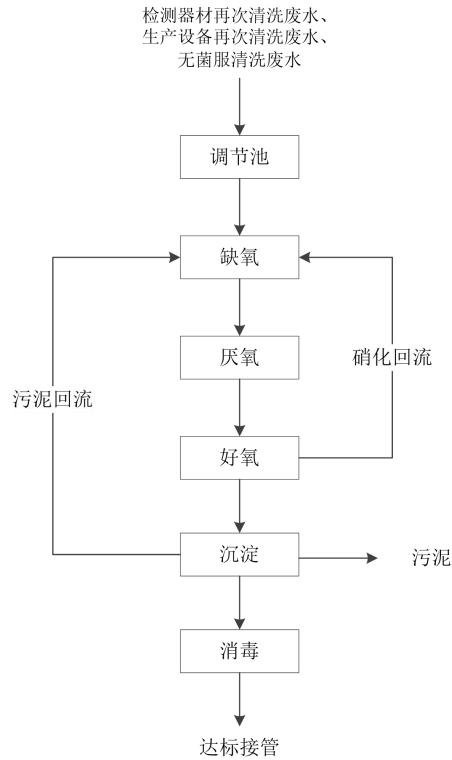 检测器材再次清洗废水、
生产设备再次清洗废水、
无菌服清洗废水
调节池
缺氧
厌氧
硝化回流
污泥回流
好氧
沉淀
污泥
消毒
达标接管